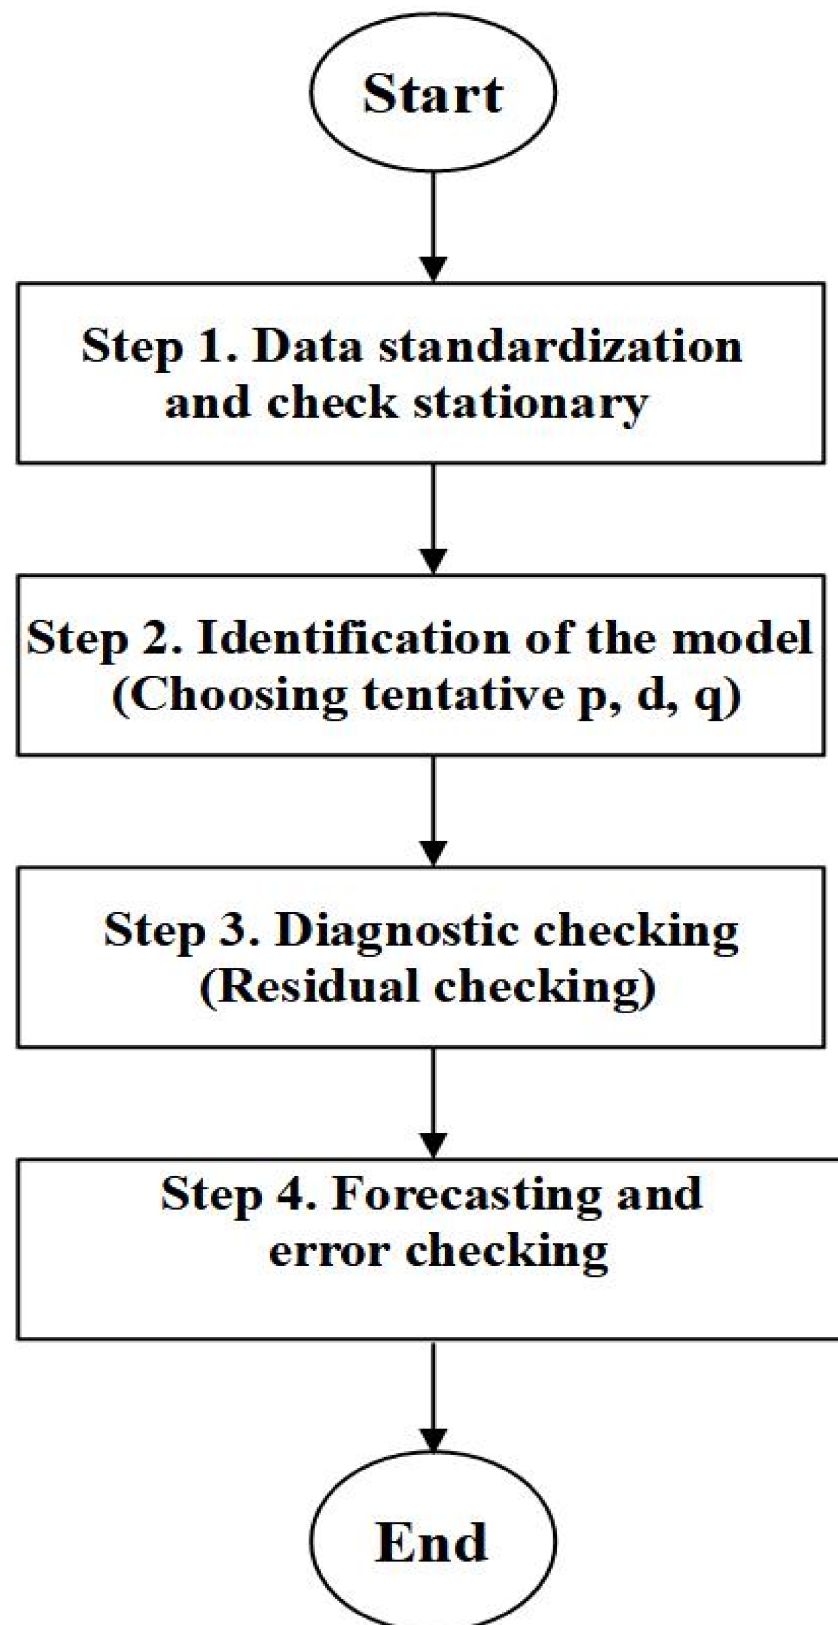 Start
Step 1. Data standardization
and check stationary
Step 2. Identification of the model
(Choosing tentative p, d, q)
Step 3. Diagnostic checking
(Residual checking)
Step 4. Forecasting and
error checking
End